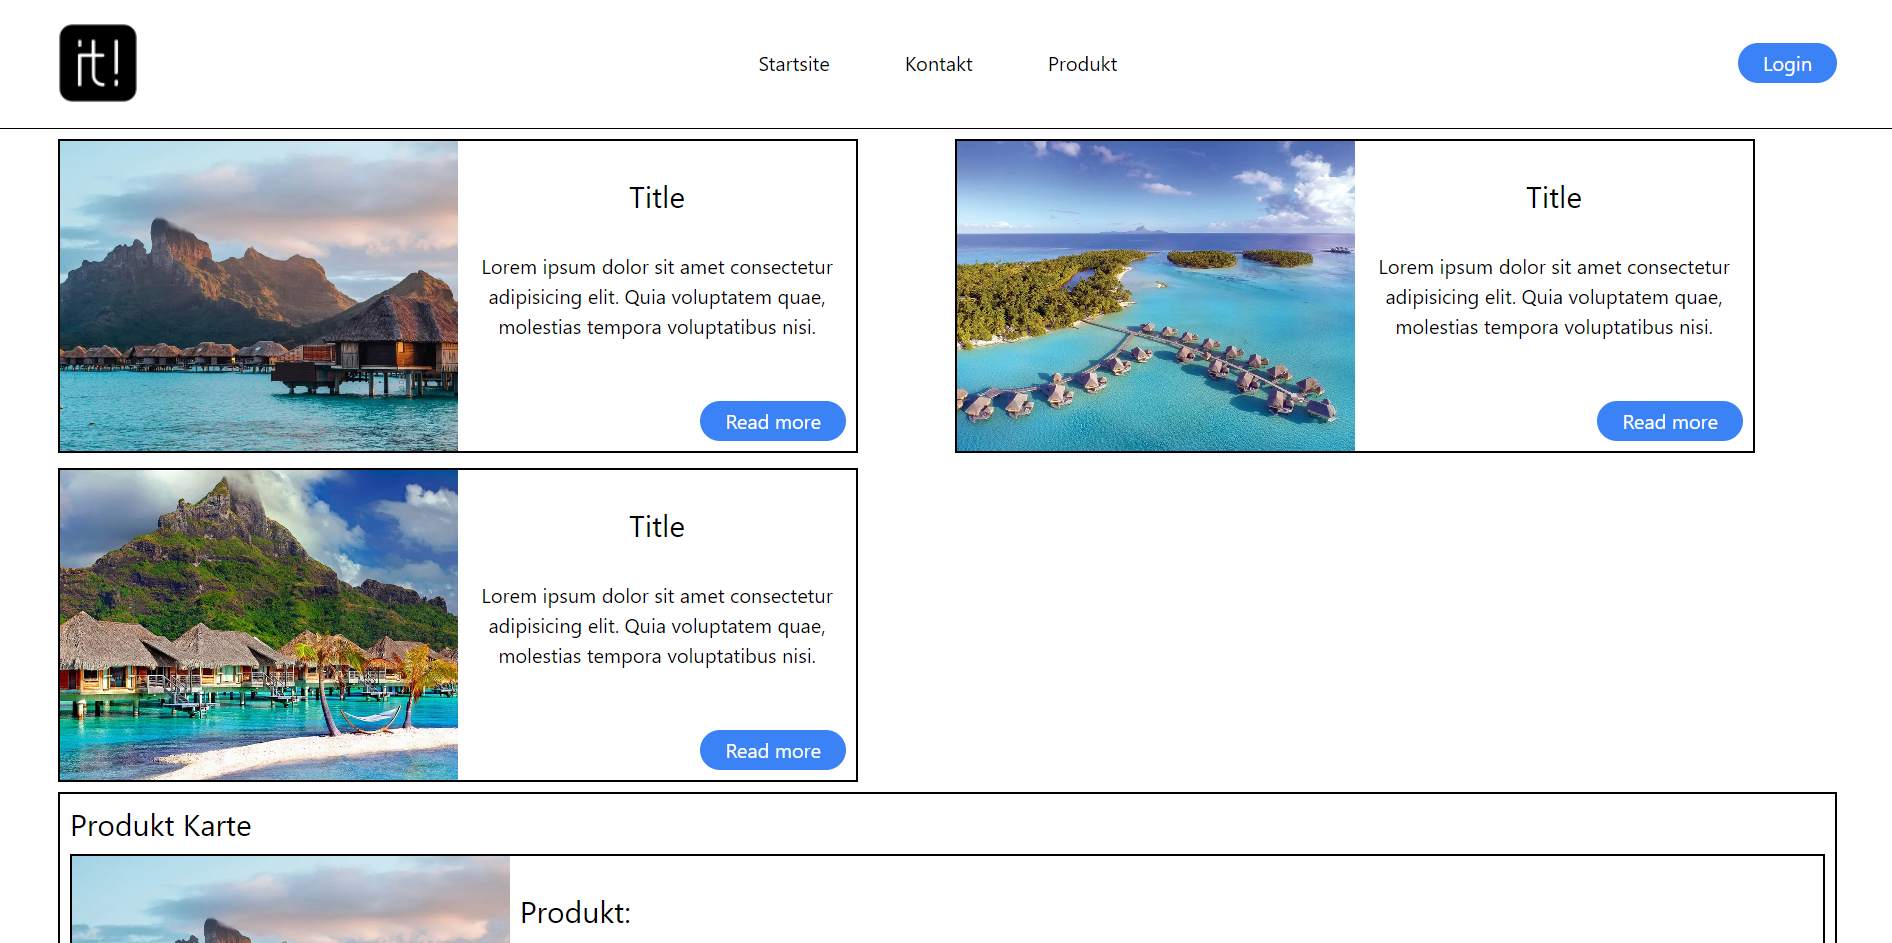 it!
Startsite
Kontakt
Produkt
Login
Title
Lorem ipsum dolor sit amet consectetur
adipisicing elit. Quia voluptatem quae,
molestias tempora voluptatibus nisi.
Read more
Title
Lorem ipsum dolor sit amet consectetur
adipisicing elit. Quia voluptatem quae,
molestias tempora voluptatibus nisi.
Read more
Title
Lorem ipsum dolor sit amet consectetur
adipisicing elit. Quia voluptatem quae,
molestias tempora voluptatibus nisi.
Read more
Produkt Karte
Produkt: